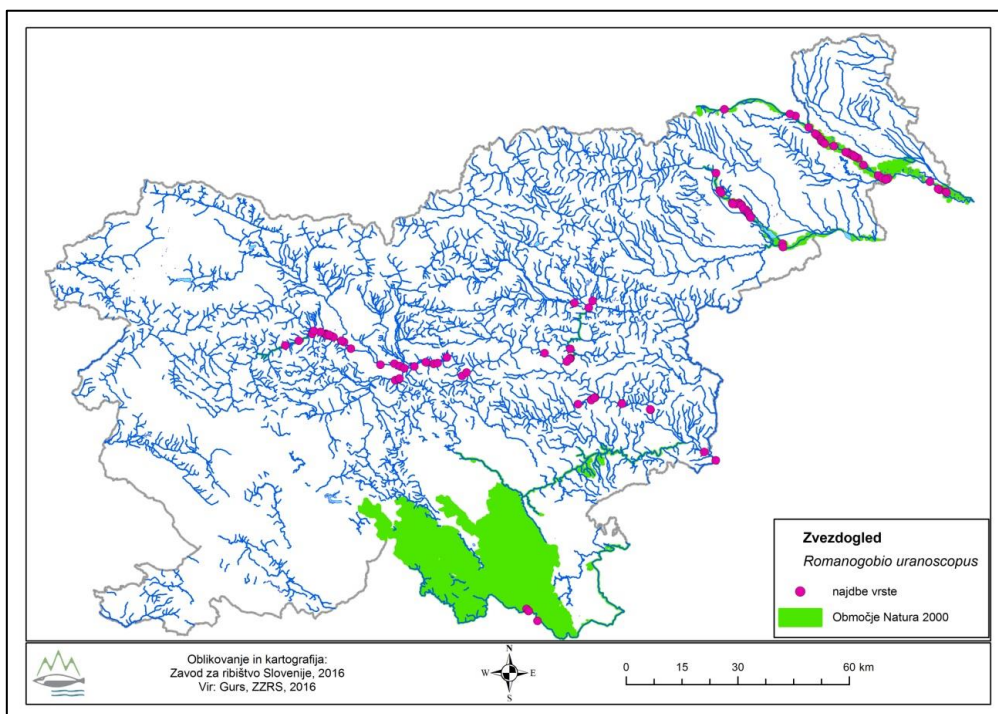 Zvezdogled
Romanogobio uranoscopus
najdbe vrste
Območje Natura 2000
Oblikovanje in kartografija:
Zavod za ribištvo Slovenije, 2016
Vir: Gurs, ZZRS, 2016
N
W E
S
0 15 30 60 km